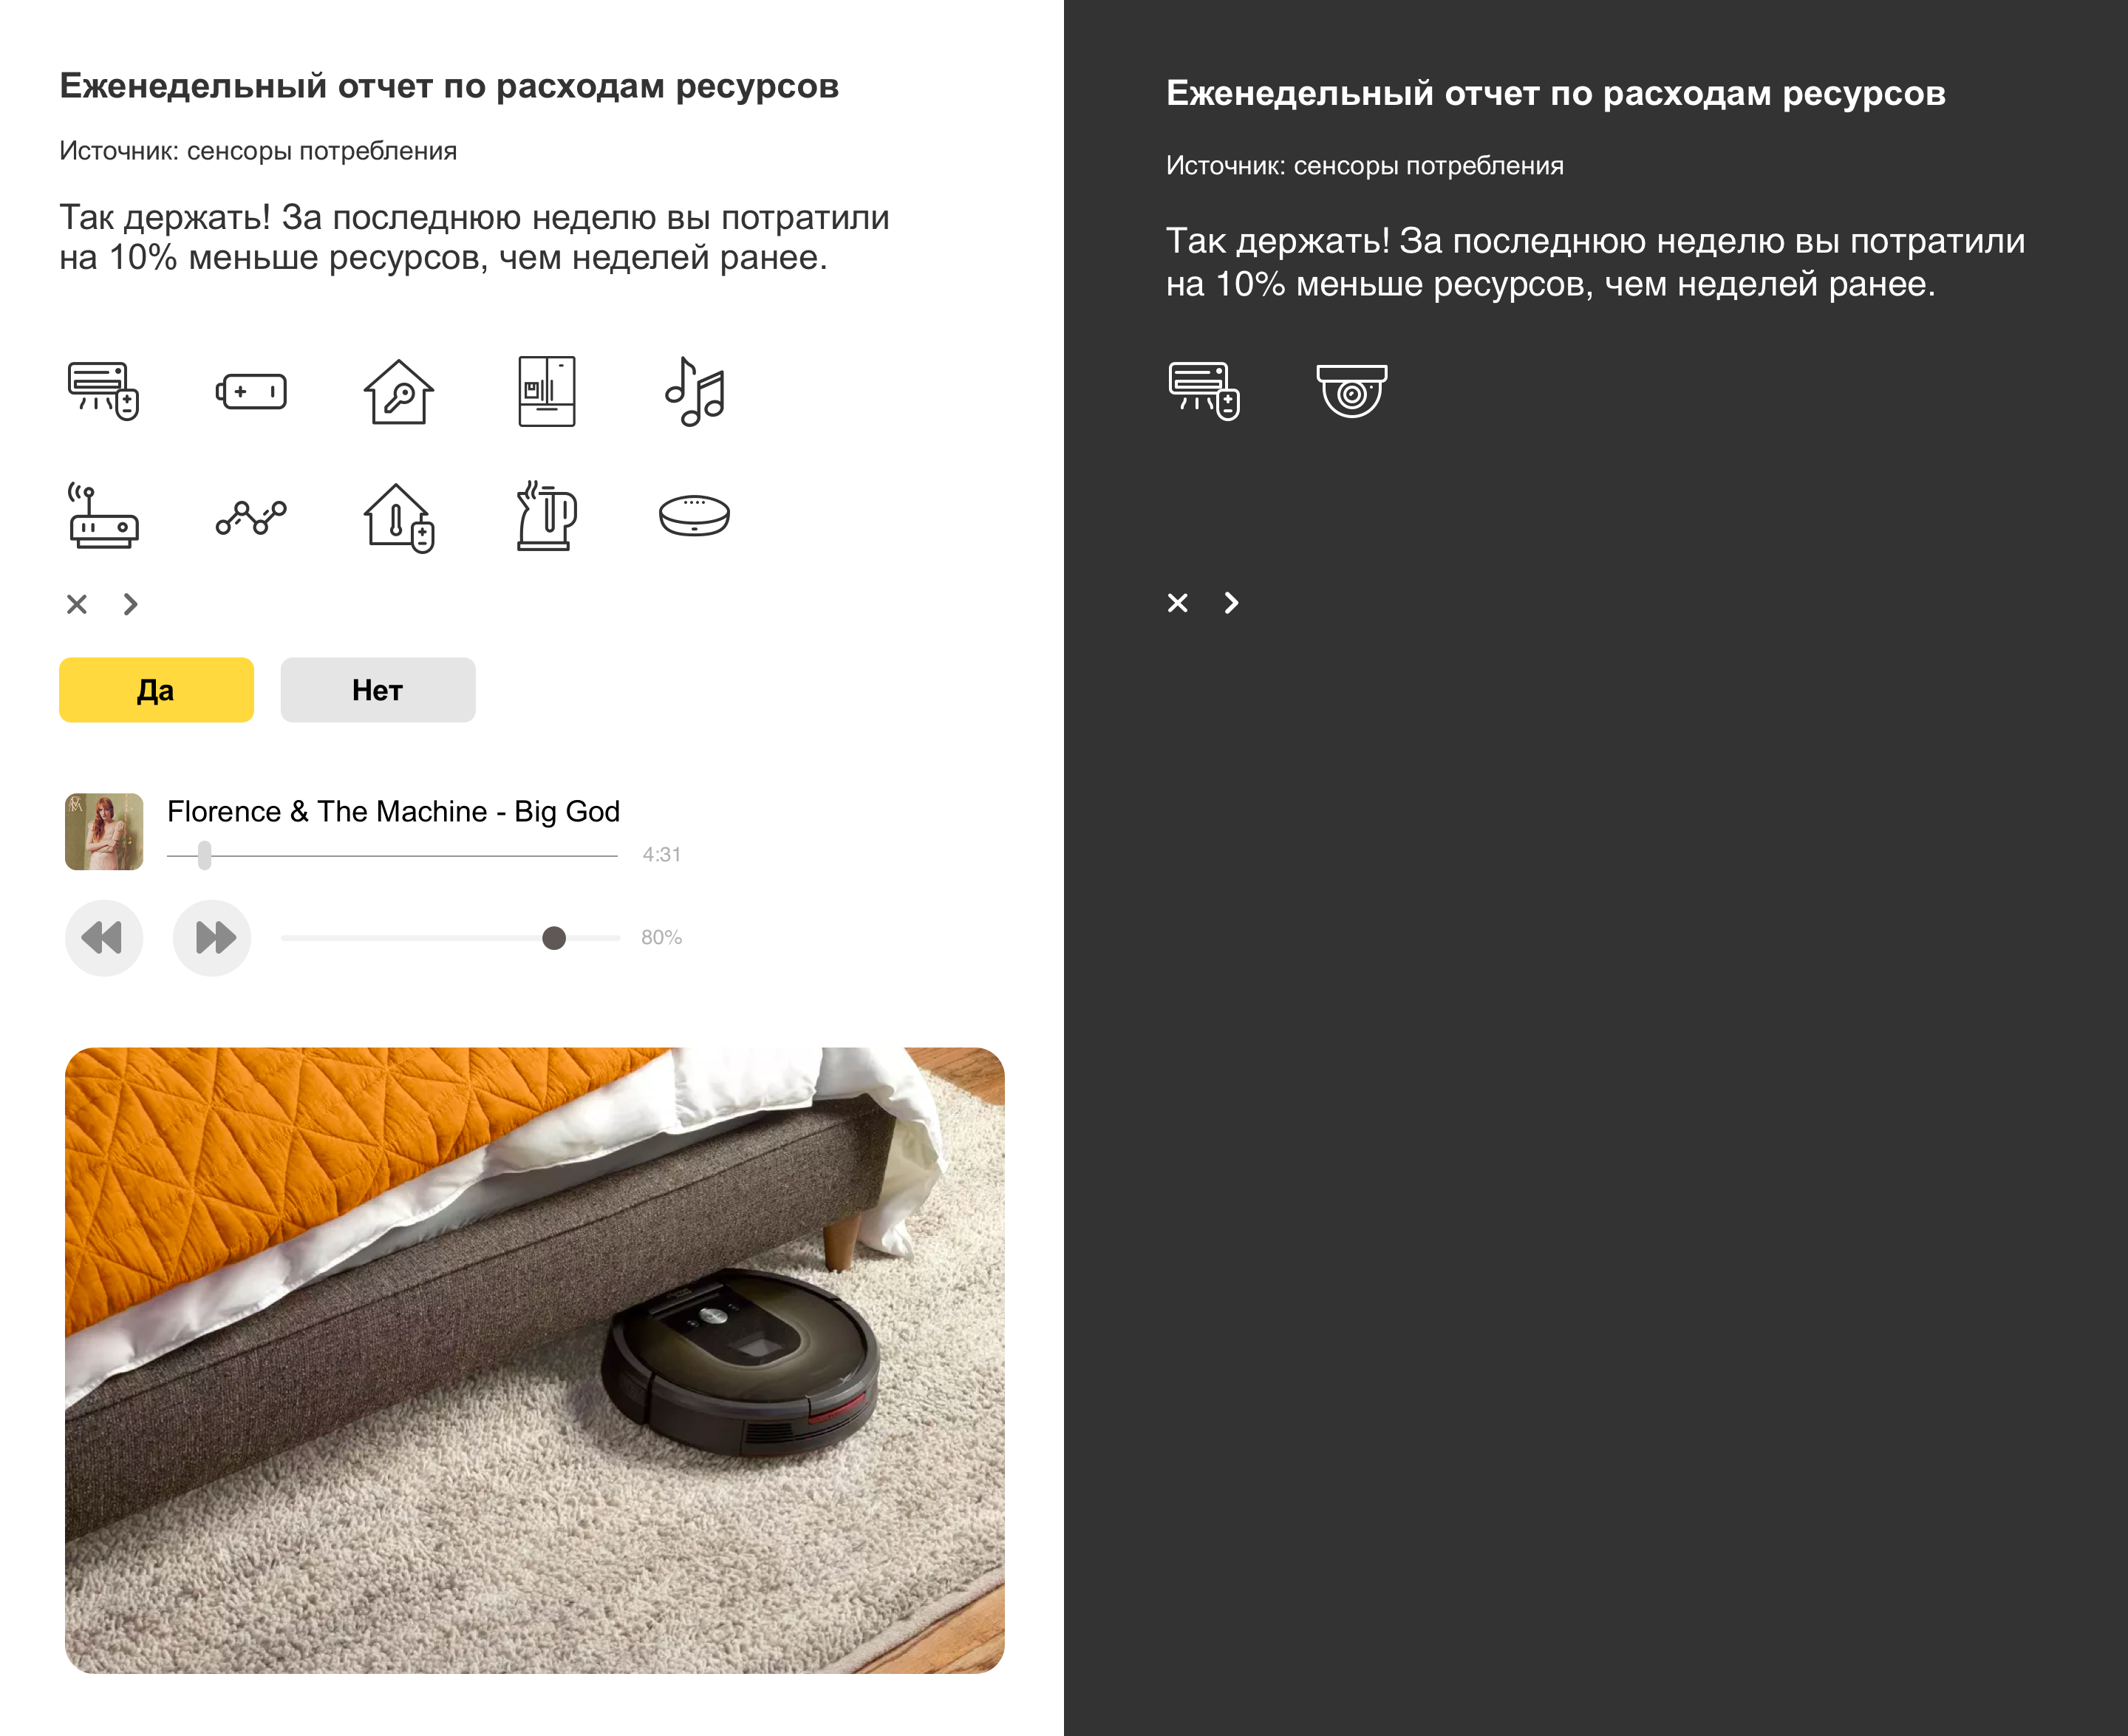 Еженедельный отчет по расходам ресурсов
Источник: сенсоры потребления
Так держать! За последнюю неделю вы потратили
на 10% меньше ресурсов, чем неделей ранее.
Да
Нет
Florence & The Machine - Big God
4:31
80%
Еженедельный отчет по расходам ресурсов
Источник: сенсоры потребления
Так держать! За последнюю неделю вы потратили
на 10% меньше ресурсов, чем неделей ранее.